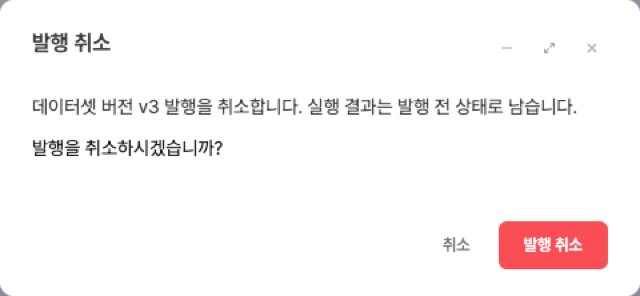 발행 취소
데이터셋 버전 v3 발행을 취소합니다. 실행 결과는 발행 전 상태로 남습니다.
발행을 취소하시겠습니까?
취소
발행 취소